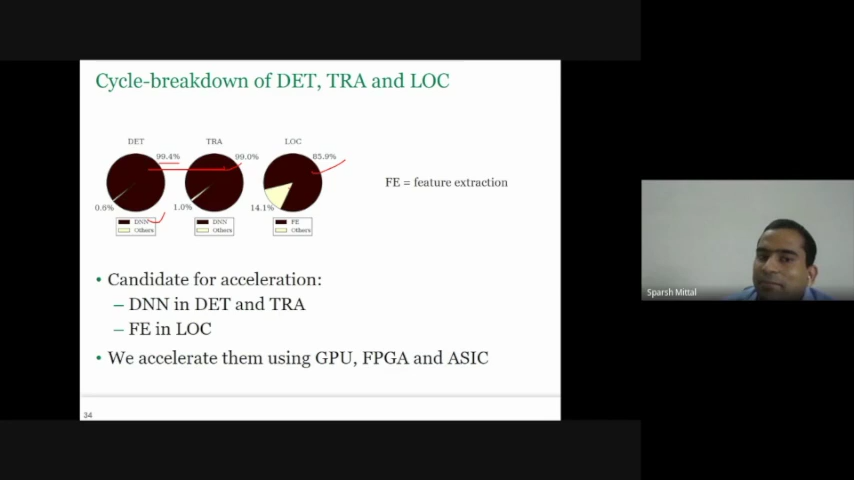 Cycle-breakdown of DET, TRA and LOC
DET TRA LOC
99.4% 99.0% 85.9%
FE = feature extraction
0.6% 1.0% 14.1%
DNN DNN FE
Others Others Others
• Candidate for acceleration:
– DNN in DET and TRA
– FE in LOC
• We accelerate them using GPU, FPGA and ASIC
34
Sparsh Mittal